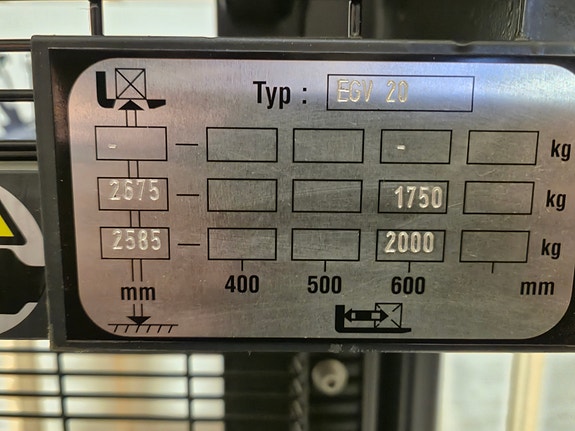 Typ : EGV 20
- - - kg
2675 - 1750 kg
2585 - 2000 kg
mm 400 500 600 mm